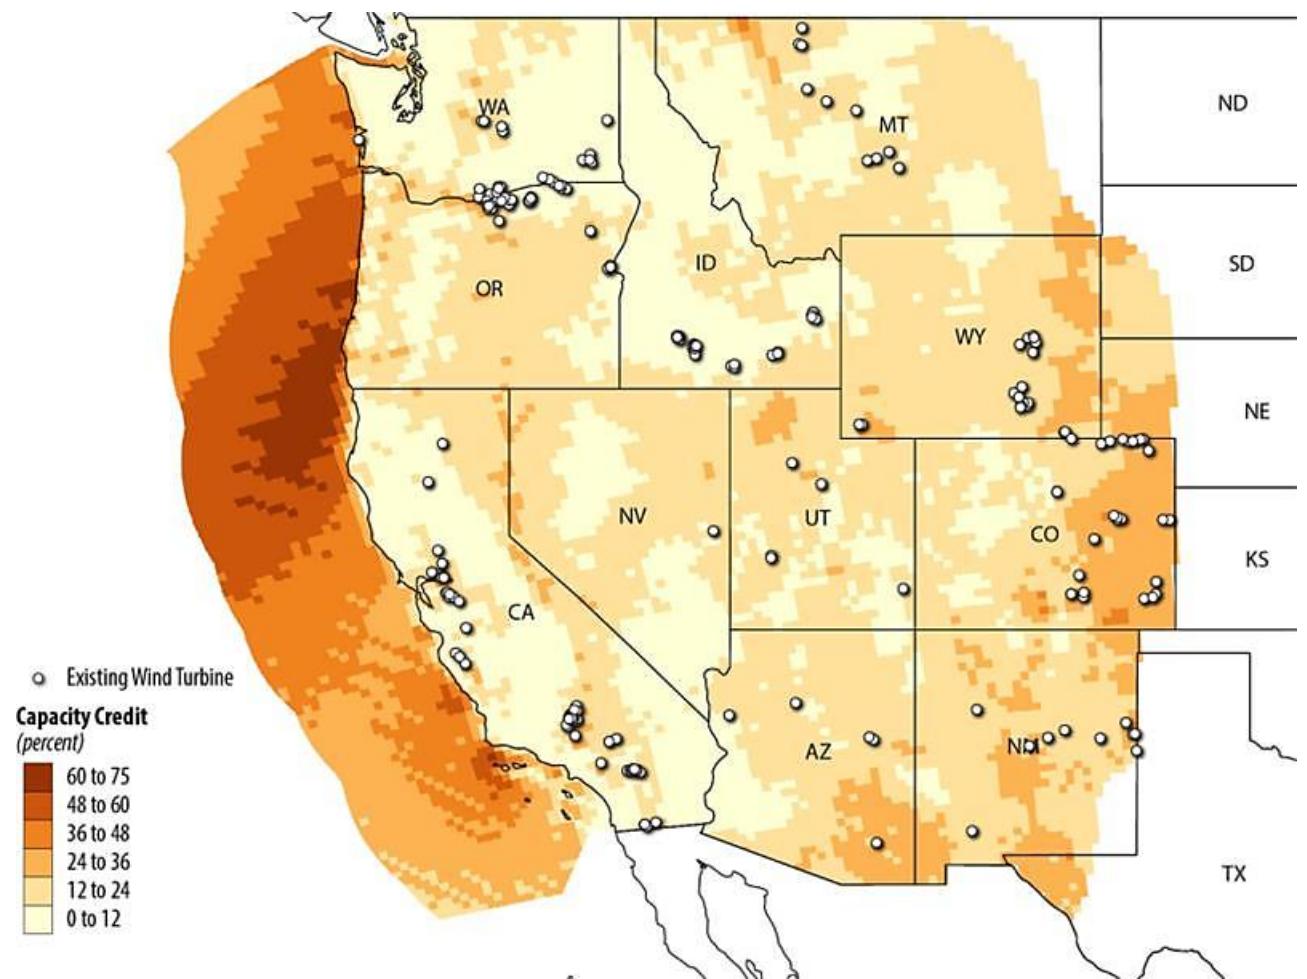 WA
MT
ND
OR
ID
SD
WY
NE
NV
UT
CO
KS
CA
AZ
NM
TX
Existing Wind Turbine
Capacity Credit
(percent)
60 to 75
48 to 60
36 to 48
24 to 36
12 to 24
0 to 12